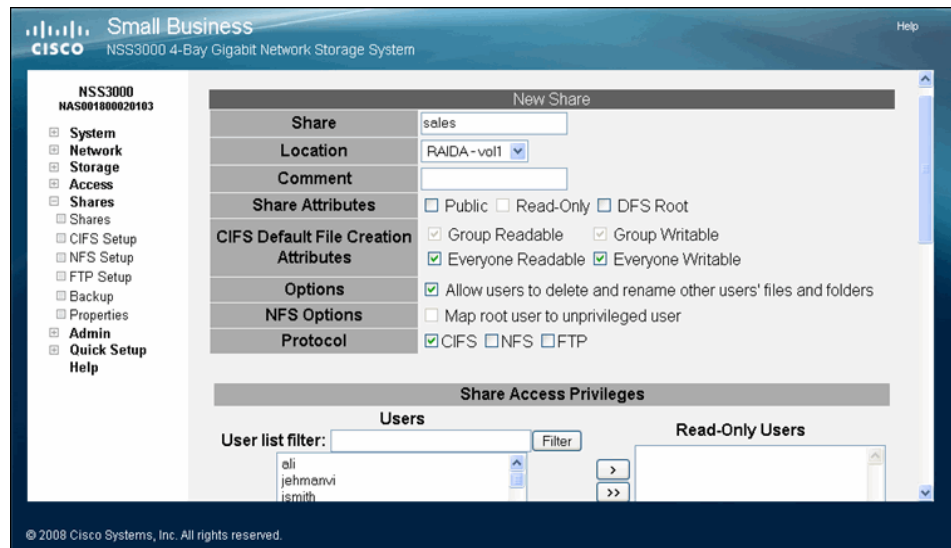 Small Business
Help
CISCO NSS3000 4-Bay Gigabit Network Storage System
NSS3000
NAS001800020103
System
Network
Storage
Access
Shares
Shares
CIFS Setup
NFS Setup
FTP Setup
Backup
Properties
Admin
Quick Setup
Help
New Share
Share sales
Location RAIDA-vol1
Comment
Share Attributes Public Read-Only DFS Root
CIFS Default File Creation Attributes Group Readable Group Writable
Everyone Readable Everyone Writable
Options Allow users to delete and rename other users' files and folders
NFS Options Map root user to unprivileged user
Protocol CIFS NFS FTP
Share Access Privileges
Users
User list filter: Filter
ali
jehmanvi
ismith
Read-Only Users
>
>>
© 2008 Cisco Systems, Inc. All rights reserved.